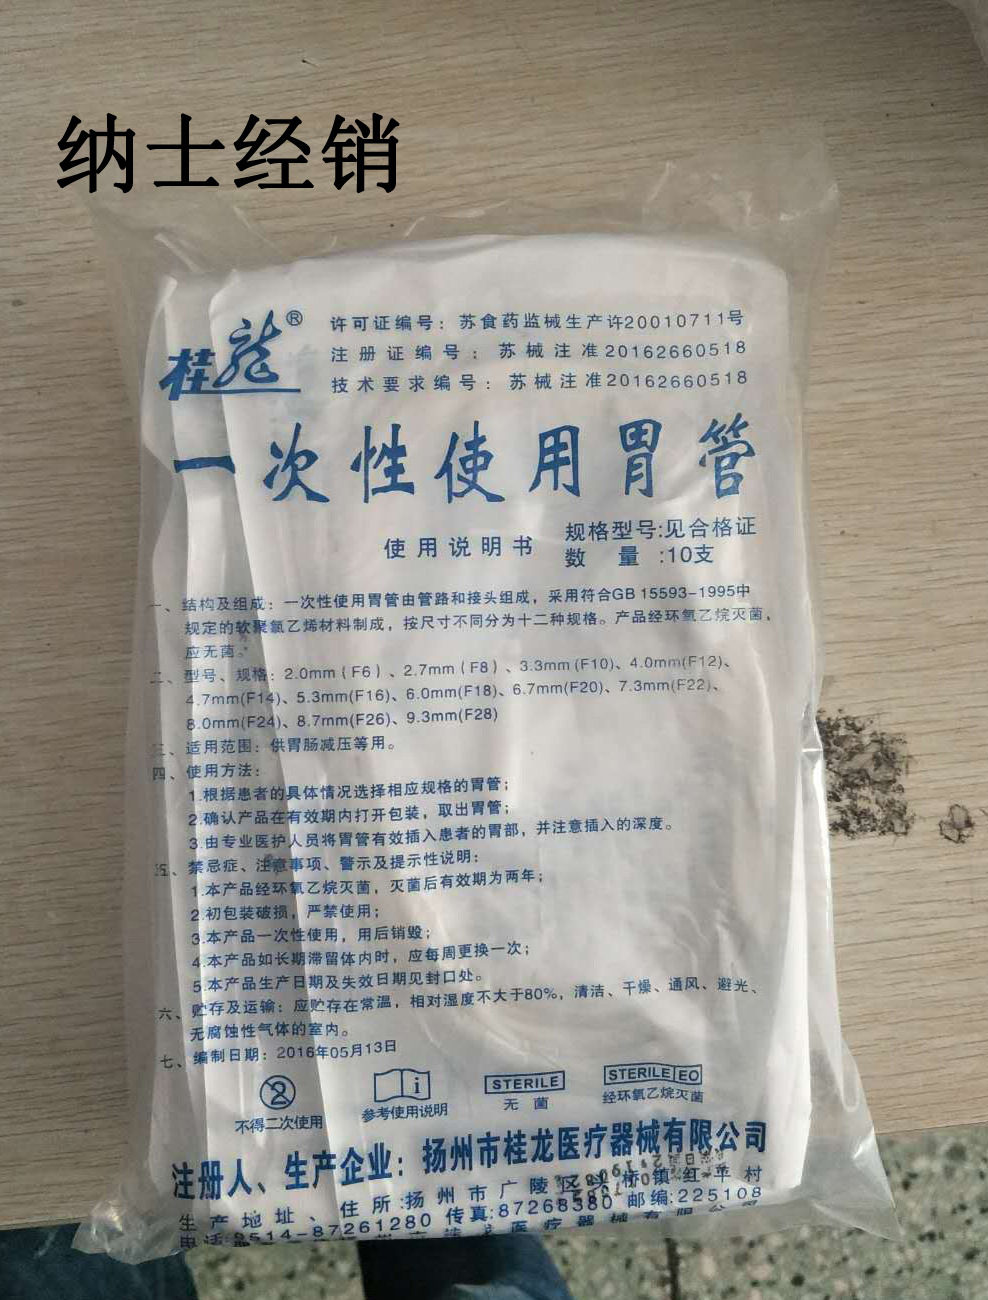 纳士经销
桂龙®
许可证编号：苏食药监械生产许20010711号
注册证编号：苏械注准20162660518
技术要求编号：苏械注准20162660518
一次性使用胃管
使用说明书
规格型号:见合格证
数 量:10支
一、结构及组成：一次性使用胃管由管路和接头组成，采用符合GB 15593-1995中
规定的软聚氯乙烯材料制成，按尺寸不同分为十二种规格。产品经环氧乙烷灭菌，
应无菌。
二、型号、规格：2.0mm（F6）、2.7mm（F8）、3.3mm(F10)、4.0mm(F12)、
4.7mm(F14)、5.3mm(F16)、6.0mm(F18)、6.7mm(F20)、7.3mm(F22)、
8.0mm(F24)、8.7mm(F26)、9.3mm(F28)
三、适用范围：供胃肠减压等用。
四、使用方法：
1.根据患者的具体情况选择相应规格的胃管；
2.确认产品在有效期内打开包装，取出胃管；
3.由专业医护人员将胃管有效插入患者的胃部，并注意插入的深度。
五、禁忌症、注意事项、警示及提示性说明：
1.本产品经环氧乙烷灭菌，灭菌后有效期为两年；
2.初包装破损，严禁使用；
3.本产品一次性使用，用后销毁；
4.本产品如长期滞留体内时，应每周更换一次；
5.本产品生产日期及失效日期见封口处。
六、贮存及运输：应贮存在常温，相对湿度不大于80%，清洁、干燥、通风、避光、
无腐蚀性气体的室内。
七、编制日期：2016年05月13日
2
不得二次使用
i
参考使用说明
STERILE
无菌
STERILE EO
经环氧乙烷灭菌
注册人、生产企业：扬州市桂龙医疗器械有限公司
生产地址、住所:扬州市广陵区 桥镇红平村
电话:0514-87261280 传真:87268380 邮编:225108
医疗器械有限公司